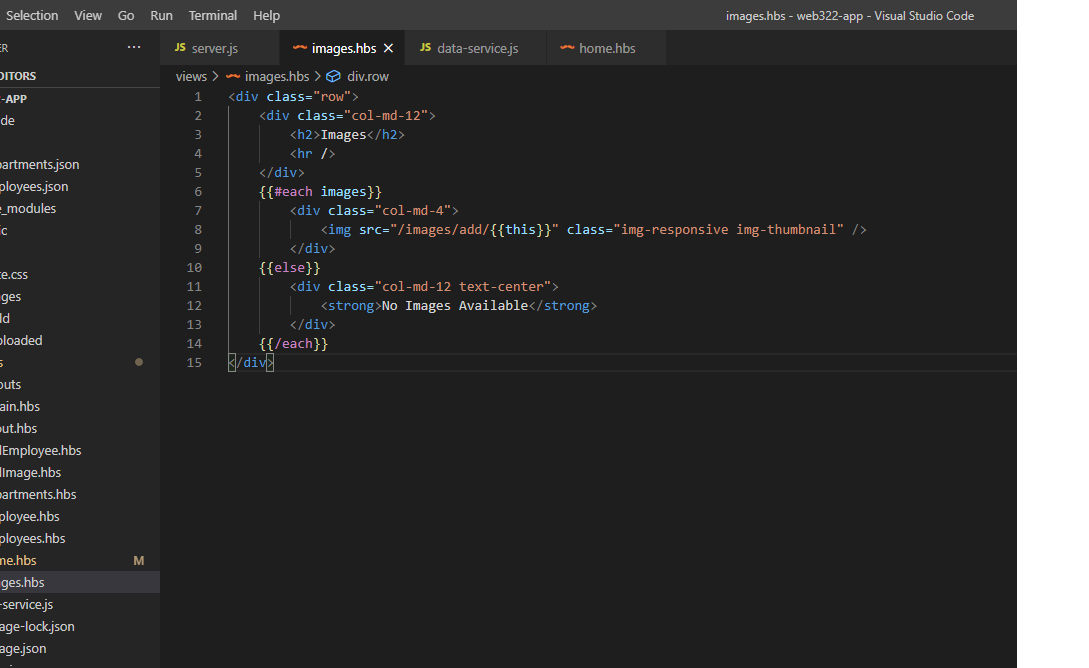 Selection View Go Run Terminal Help images.hbs - web322-app - Visual Studio Code
ER ··· JS server.js images.hbs × JS data-service.js home.hbs
DITORS views > images.hbs > div.row
-APP
de
partments.json
ployees.json
e_modules
ic
te.css
ges
dd
ploaded
s
outs
ain.hbs
out.hbs
dEmployee.hbs
dImage.hbs
partments.hbs
ployee.hbs
ployees.hbs
me.hbs M
ges.hbs
-service.js
age-lock.json
age.json
1 <div class="row">
2 <div class="col-md-12">
3 <h2>Images</h2>
4 <hr />
5 </div>
6 {{#each images}}
7 <div class="col-md-4">
8 <img src="/images/add/{{this}}" class="img-responsive img-thumbnail" />
9 </div>
10 {{else}}
11 <div class="col-md-12 text-center">
12 <strong>No Images Available</strong>
13 </div>
14 {{/each}}
15 </div>